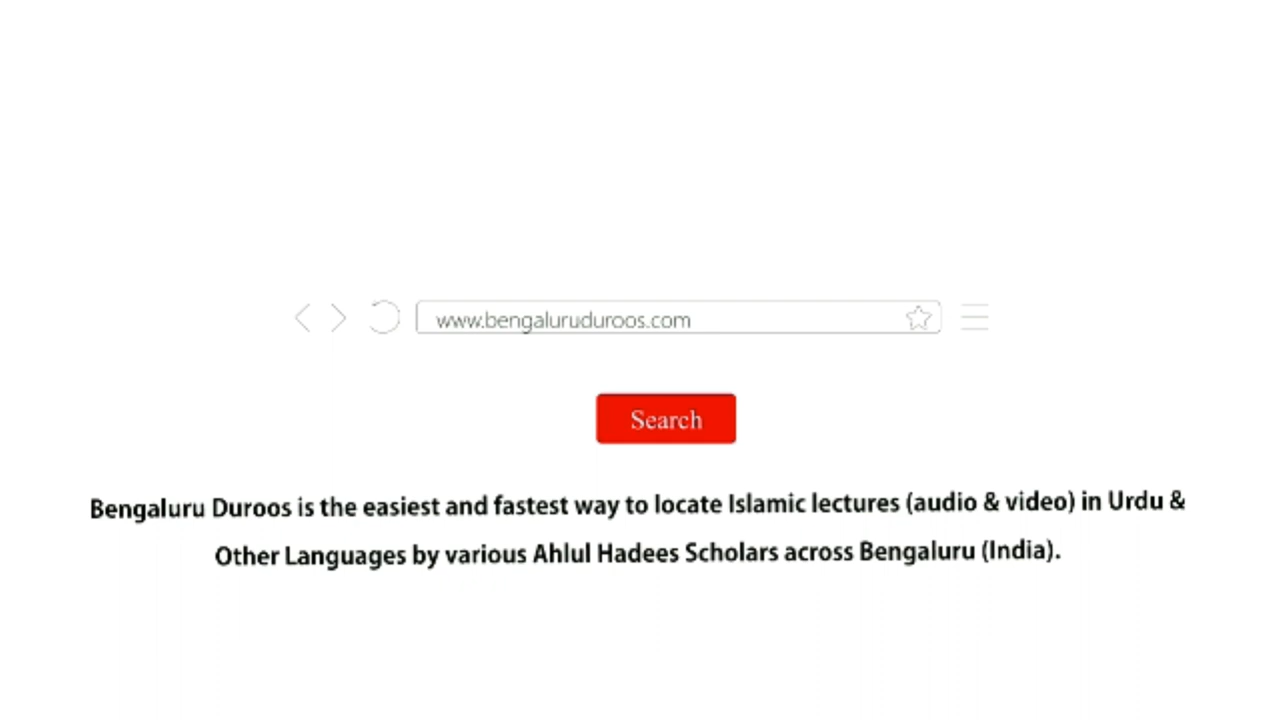 www.bengaluruduroos.com
Search
Bengaluru Duroos is the easiest and fastest way to locate Islamic lectures (audio & video) in Urdu &
Other Languages by various Ahlul Hadees Scholars across Bengaluru (India).